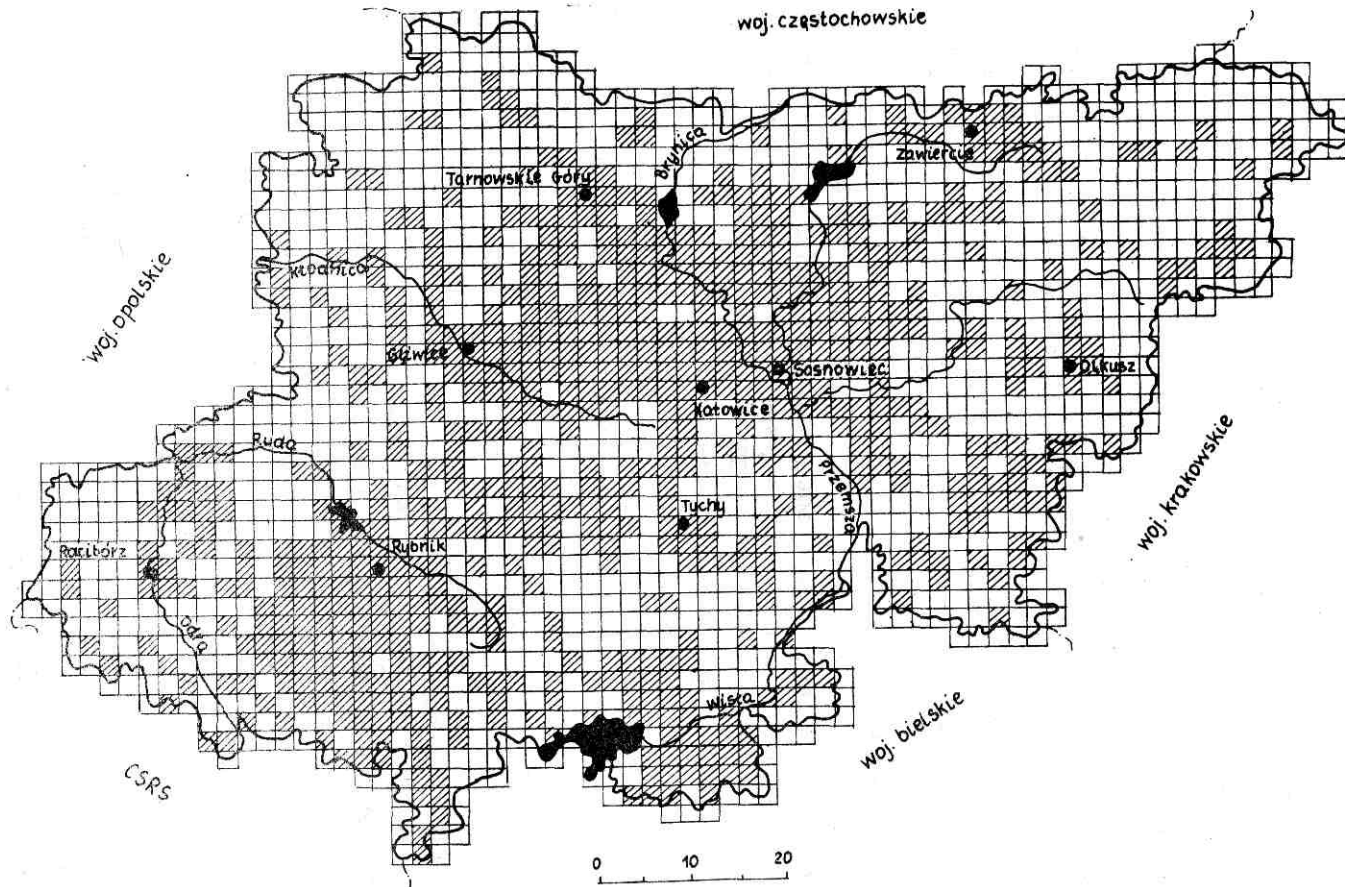 woj. częstochowskie
Brynica
Zawiercie
Tarnowskie Góry
woj. opolskie
Kłodnica
Gliwice
Sosnowiec
Olkusz
Katowice
Ruda
Przemsza
woj. krakowskie
Tychy
Racibórz
Rybnik
Odra
Wisła
woj. bielskie
CSRS
0 10 20